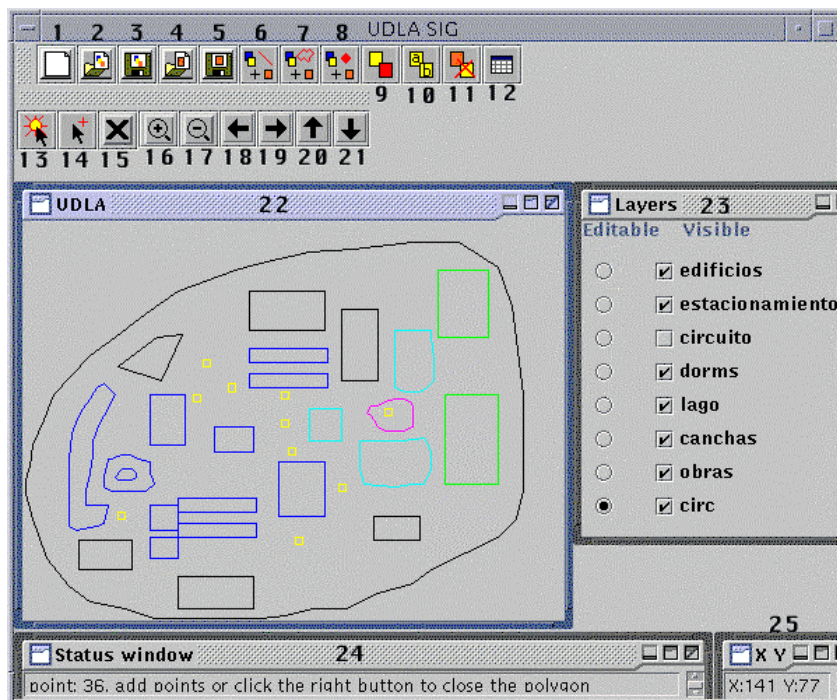 UDLA SIG
1 2 3 4 5 6 7 8
a
b
9 10 11 12
13 14 15 16 17 18 19 20 21
UDLA 22
Layers 23
Editable Visible
edificios
estacionamiento
circuito
dorms
lago
canchas
obras
circ
25
Status window 24
X Y
point: 36. add points or click the right button to close the polygon
X:141 Y:77